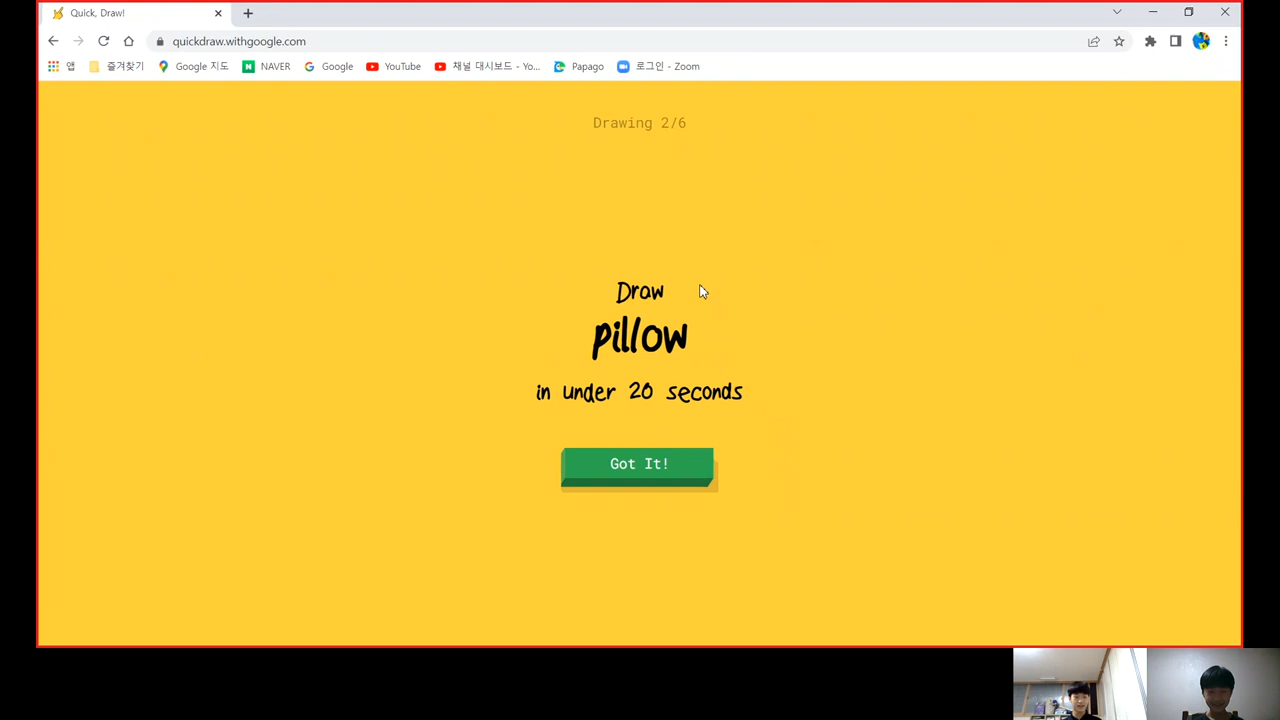 Quick, Draw!
quickdraw.withgoogle.com
앱 즐겨찾기 Google 지도 NAVER Google YouTube 채널 대시보드 - Yo... Papago 로그인 - Zoom
Drawing 2/6
Draw
pillow
in under 20 seconds
Got It!